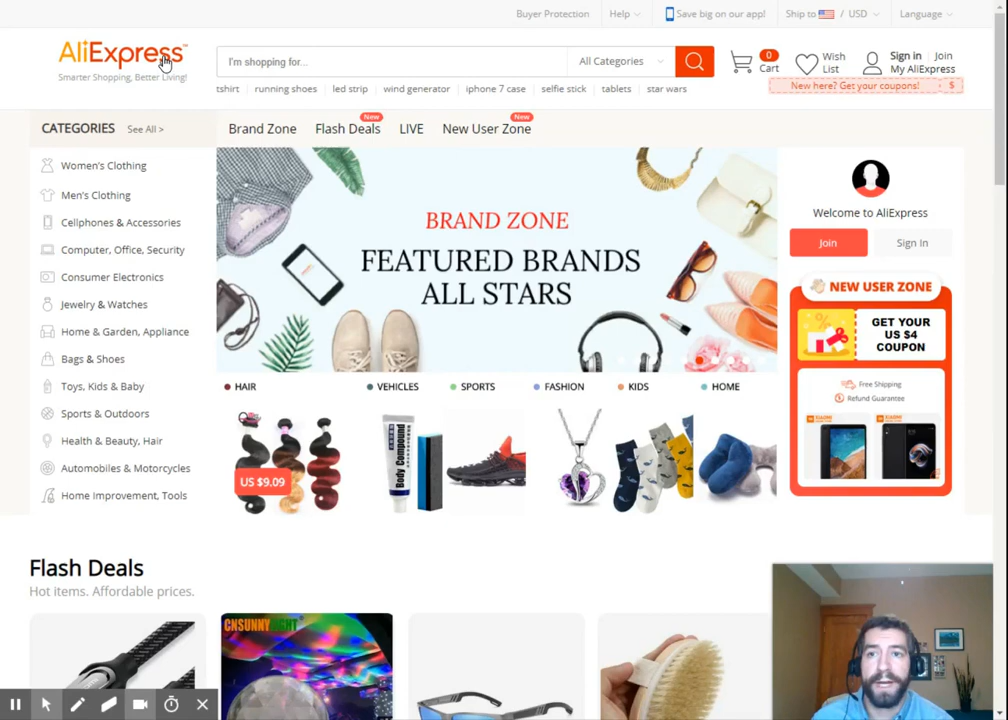 Buyer Protection Help Save big on our app! Ship to / USD Language
AliExpress™
Smarter Shopping, Better Living!
I'm shopping for... All Categories
0
Cart
Wish
List
Sign in Join
My AliExpress
New here? Get your coupons! $
tshirt running shoes led strip wind generator iphone 7 case selfie stick tablets star wars
CATEGORIES See All >
Brand Zone Flash Deals New LIVE New User Zone New
Women's Clothing
Men's Clothing
Cellphones & Accessories
Computer, Office, Security
Consumer Electronics
Jewelry & Watches
Home & Garden, Appliance
Bags & Shoes
Toys, Kids & Baby
Sports & Outdoors
Health & Beauty, Hair
Automobiles & Motorcycles
Home Improvement, Tools
BRAND ZONE
FEATURED BRANDS
ALL STARS
HAIR VEHICLES SPORTS FASHION KIDS HOME
US $9.09
Body Compound
Welcome to AliExpress
Join Sign In
NEW USER ZONE
GET YOUR
US $4
COUPON
Free Shipping
Refund Guarantee
Flash Deals
Hot items. Affordable prices.
CNSUNNYLIGHT